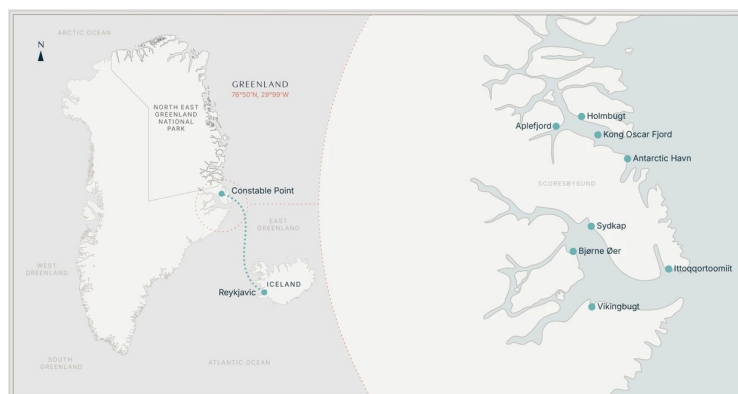 ARCTIC OCEAN
N
GREENLAND
76°50'N, 28°99'W
NORTH EAST
GREENLAND
NATIONAL
PARK
Constable Point
EAST
GREENLAND
WEST
GREENLAND
ICELAND
Reykjavic
SOUTH
GREENLAND
ATLANTIC OCEAN
Holmbugt
Aplefjord
Kong Oscar Fjord
Antarctic Havn
SCORESBYSUND
Sydkap
Bjørne Øer
Ittoqqortoomiit
Vikingbugt